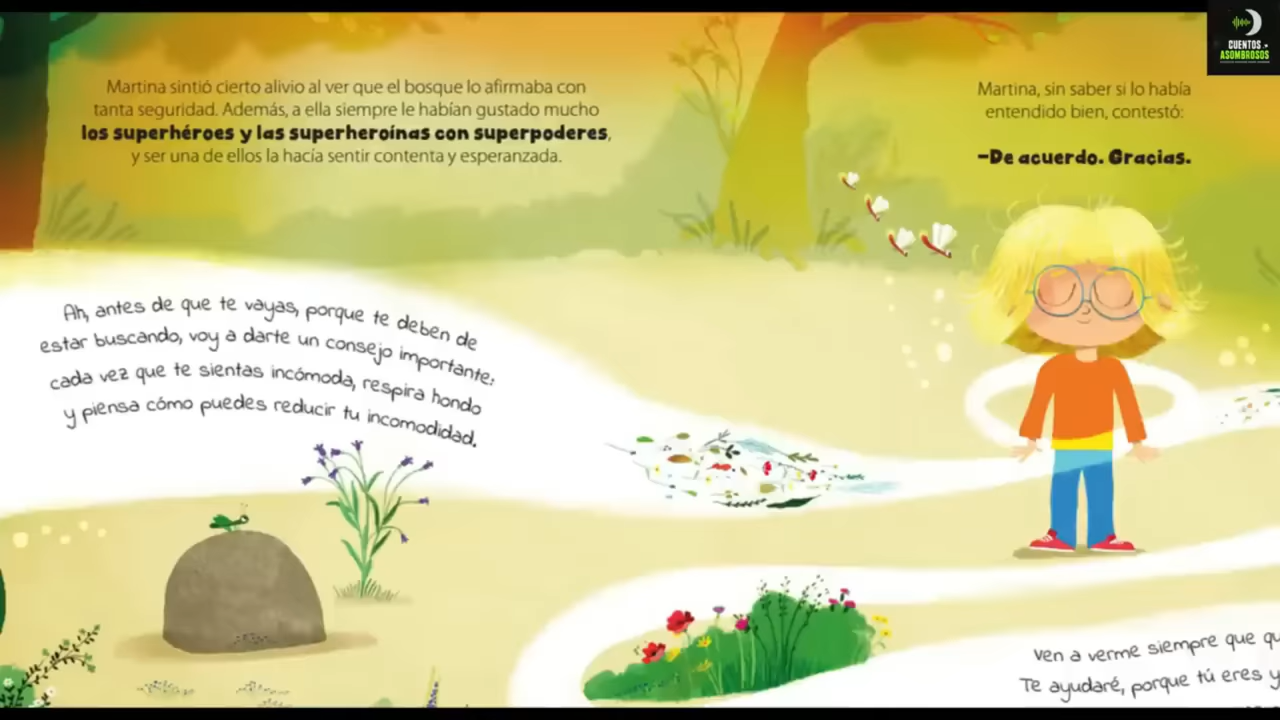 Martina sintió cierto alivio al ver que el bosque lo afirmaba con
tanta seguridad. Además, a ella siempre le habían gustado mucho
los superhéroes y las superheroínas con superpoderes,
y ser una de ellos la hacía sentir contenta y esperanzada.
Ah, antes de que te vayas, porque te deben de
estar buscando, voy a darte un consejo importante:
cada vez que te sientas incómoda, respira hondo
y piensa cómo puedes reducir tu incomodidad.
Martina, sin saber si lo había
entendido bien, contestó:
—De acuerdo. Gracias.
Ven a verme siempre que
Te ayudaré, porque tú eres
CUENTOS
ASOMBROSOS